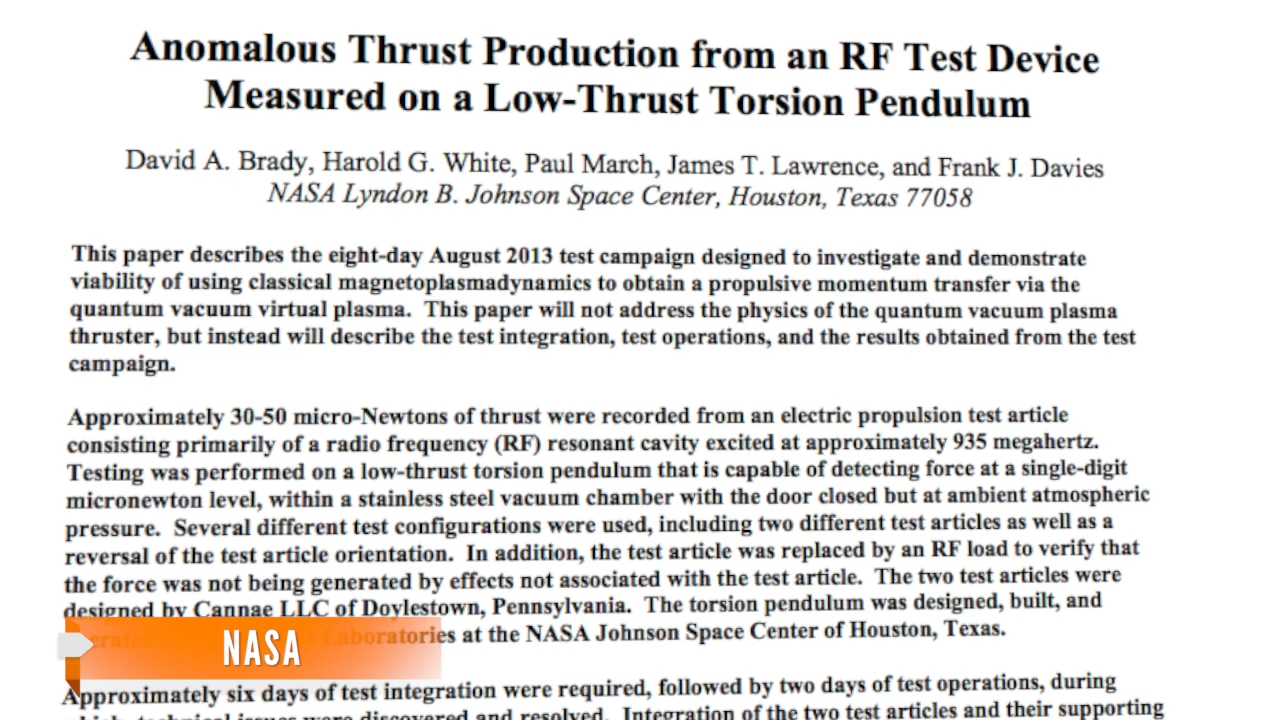 Anomalous Thrust Production from an RF Test Device
Measured on a Low-Thrust Torsion Pendulum
David A. Brady, Harold G. White, Paul March, James T. Lawrence, and Frank J. Davies
NASA Lyndon B. Johnson Space Center, Houston, Texas 77058
This paper describes the eight-day August 2013 test campaign designed to investigate and demonstrate
viability of using classical magnetoplasmadynamics to obtain a propulsive momentum transfer via the
quantum vacuum virtual plasma. This paper will not address the physics of the quantum vacuum plasma
thruster, but instead will describe the test integration, test operations, and the results obtained from the test
campaign.
Approximately 30-50 micro-Newtons of thrust were recorded from an electric propulsion test article
consisting primarily of a radio frequency (RF) resonant cavity excited at approximately 935 megahertz.
Testing was performed on a low-thrust torsion pendulum that is capable of detecting force at a single-digit
micronewton level, within a stainless steel vacuum chamber with the door closed but at ambient atmospheric
pressure. Several different test configurations were used, including two different test articles as well as a
reversal of the test article orientation. In addition, the test article was replaced by an RF load to verify that
the force was not being generated by effects not associated with the test article. The two test articles were
designed by Cannae LLC of Doylestown, Pennsylvania. The torsion pendulum was designed, built, and
Laboratories at the NASA Johnson Space Center of Houston, Texas.
NASA
Approximately six days of test integration were required, followed by two days of test operations, during
which, technical issues were discovered and resolved. Integration of the two test articles and their supporting